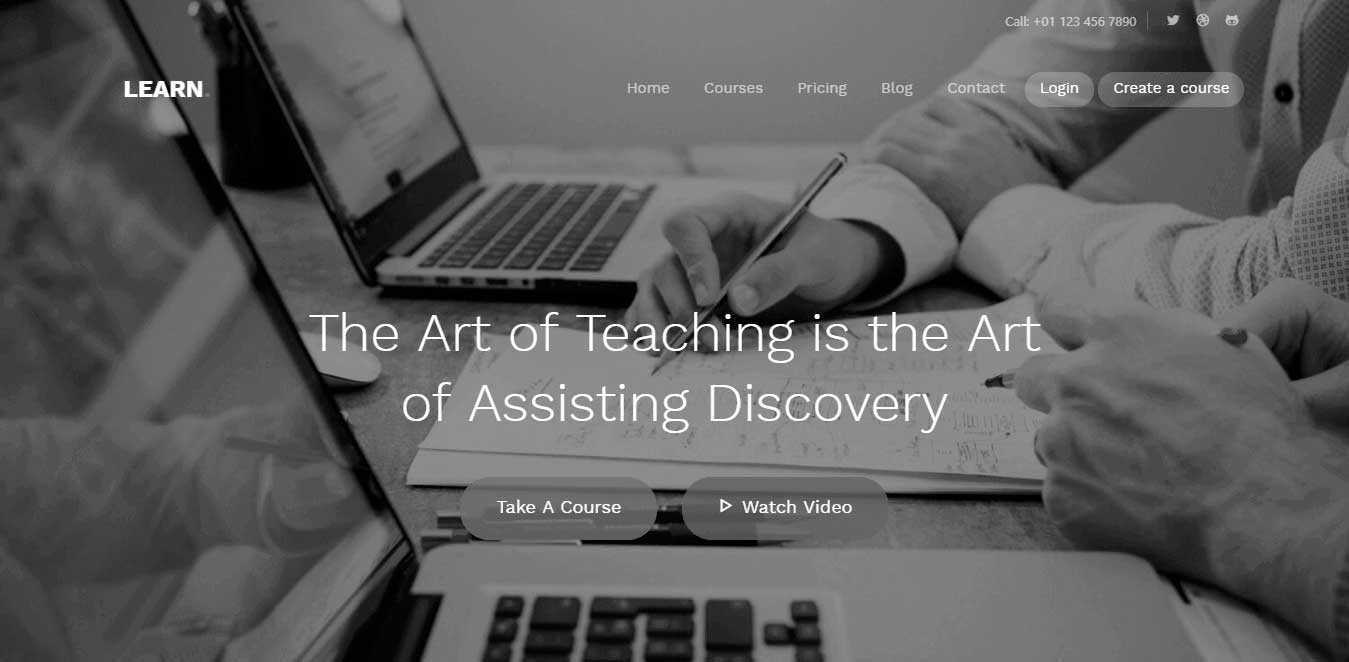 Call: +01 123 456 7890
LEARN.
Home Courses Pricing Blog Contact Login Create a course
The Art of Teaching is the Art
of Assisting Discovery
Take A Course Watch Video